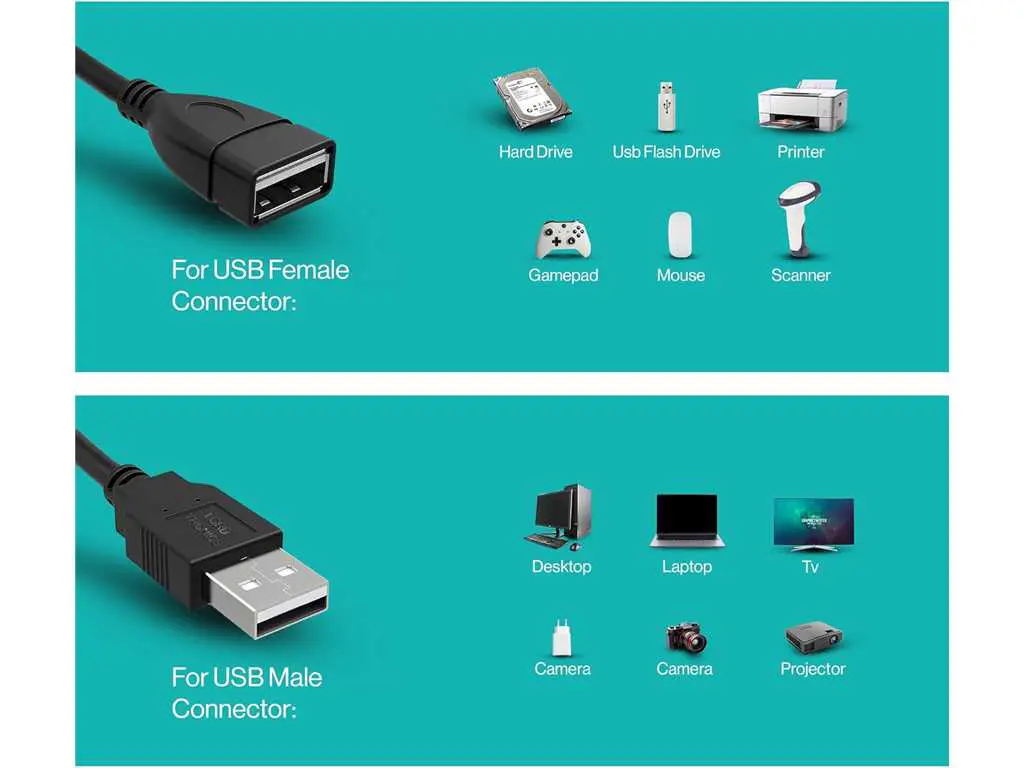 Hard Drive
Usb Flash Drive
Printer
Gamepad
Mouse
Scanner
For USB Female
Connector:
Desktop
Laptop
Tv
Camera
Camera
Projector
For USB Male
Connector: